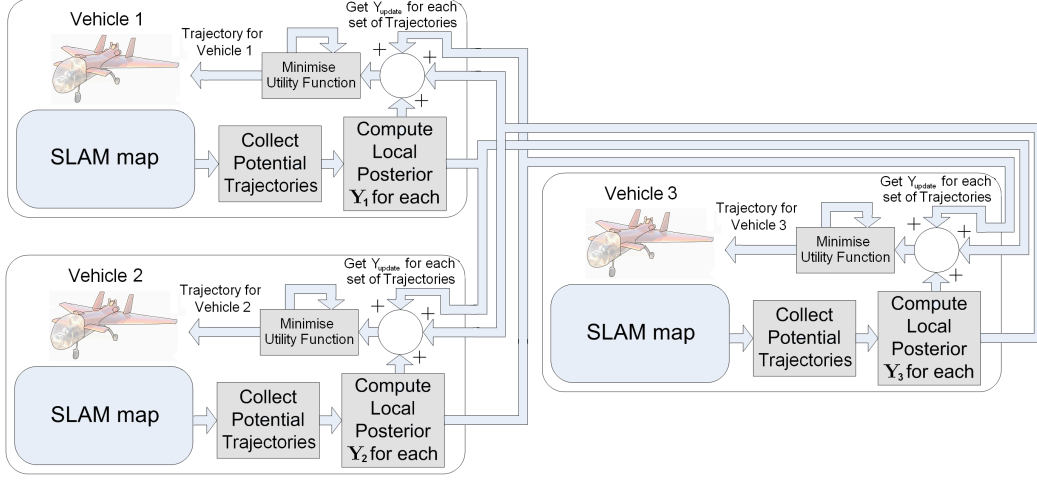 Vehicle 1
Trajectory for
Vehicle 1
Get Yupdate for each
set of Trajectories
+
+
+
Minimise
Utility Function
SLAM map
Collect
Potential
Trajectories
Compute
Local
Posterior
Y1 for each
Vehicle 2
Trajectory for
Vehicle 2
Get Yupdate for each
set of Trajectories
+
+
+
Minimise
Utility Function
SLAM map
Collect
Potential
Trajectories
Compute
Local
Posterior
Y2 for each
Vehicle 3
Trajectory for
Vehicle 3
Get Yupdate for each
set of Trajectories
+
+
+
Minimise
Utility Function
SLAM map
Collect
Potential
Trajectories
Compute
Local
Posterior
Y3 for each